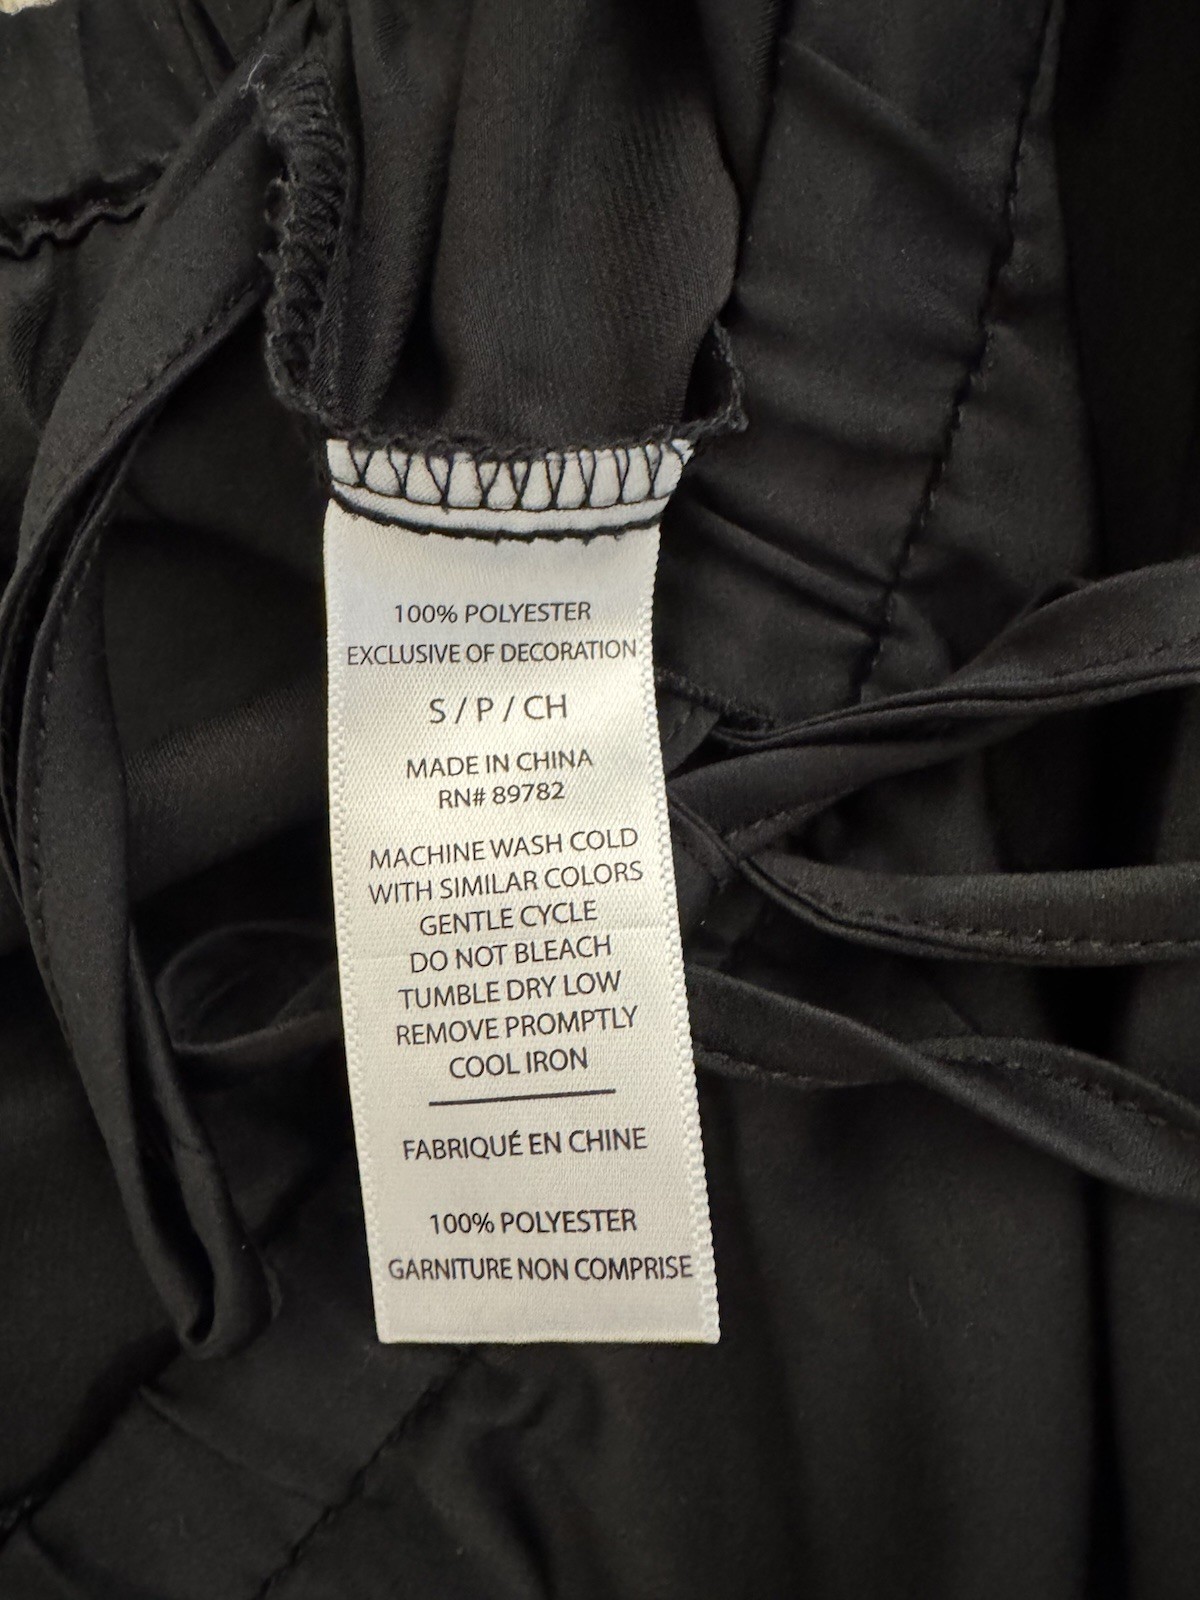 100% POLYESTER
EXCLUSIVE OF DECORATION
S / P / CH
MADE IN CHINA
RN# 89782
MACHINE WASH COLD
WITH SIMILAR COLORS
GENTLE CYCLE
DO NOT BLEACH
TUMBLE DRY LOW
REMOVE PROMPTLY
COOL IRON
FABRIQUÉ EN CHINE
100% POLYESTER
GARNITURE NON COMPRISE